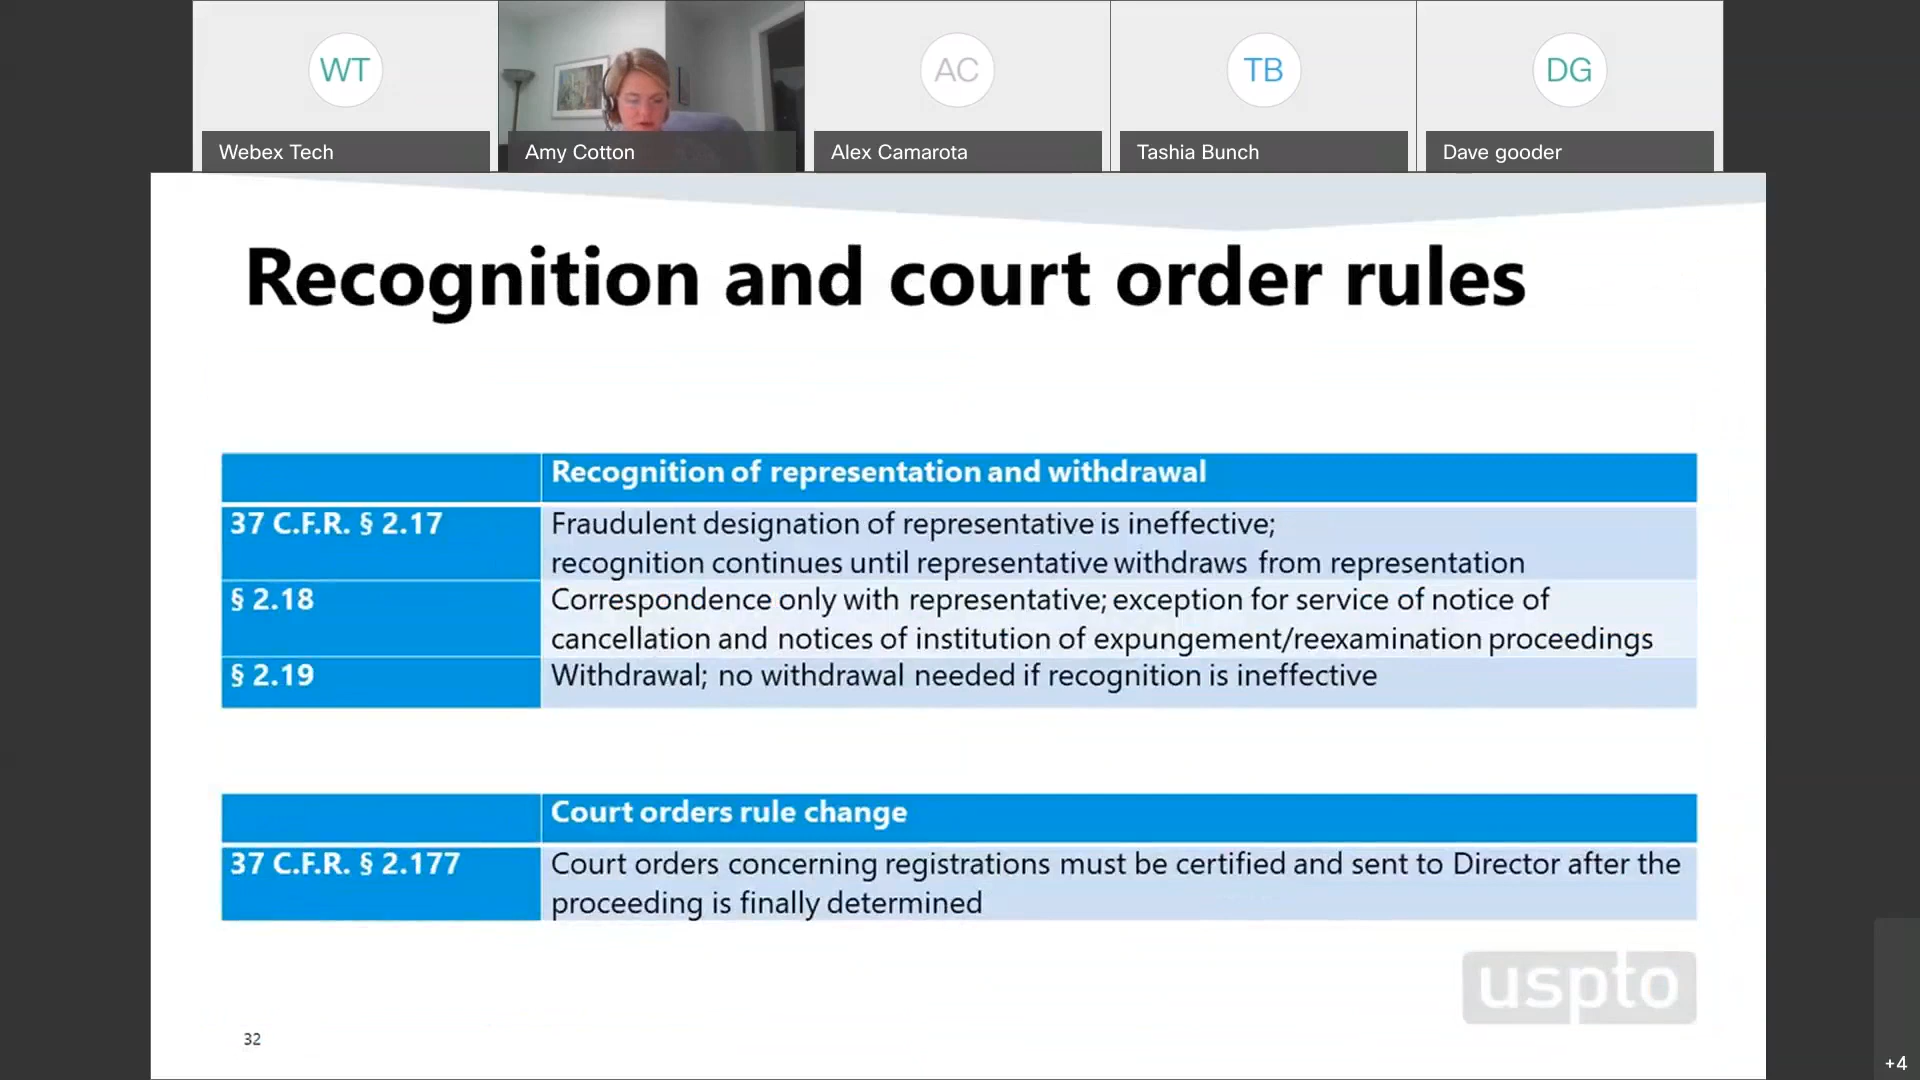 WT
AC
TB
DG
Webex Tech
Amy Cotton
Alex Camarota
Tashia Bunch
Dave gooder
Recognition and court order rules
Recognition of representation and withdrawal
37 C.F.R. § 2.17
Fraudulent designation of representative is ineffective;
recognition continues until representative withdraws from representation
§ 2.18
Correspondence only with representative; exception for service of notice of
cancellation and notices of institution of expungement/reexamination proceedings
§ 2.19
Withdrawal; no withdrawal needed if recognition is ineffective
Court orders rule change
37 C.F.R. § 2.177
Court orders concerning registrations must be certified and sent to Director after the
proceeding is finally determined
uspto
32
+4